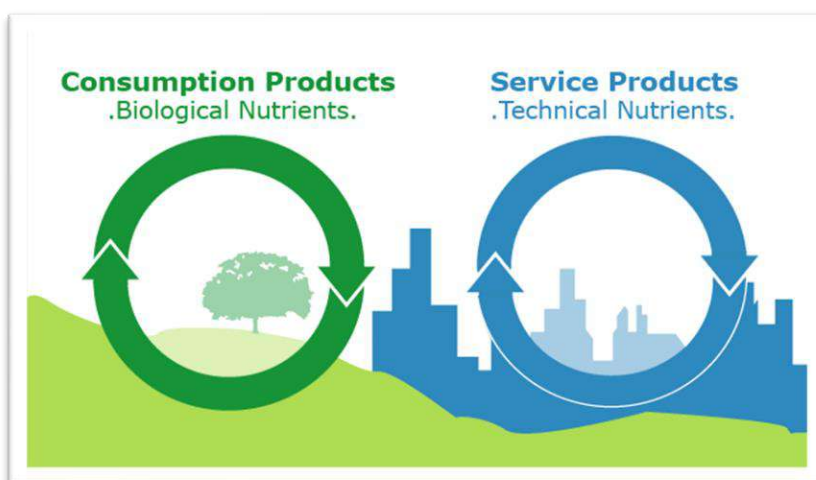 Consumption Products
.Biological Nutrients.
Service Products
.Technical Nutrients.